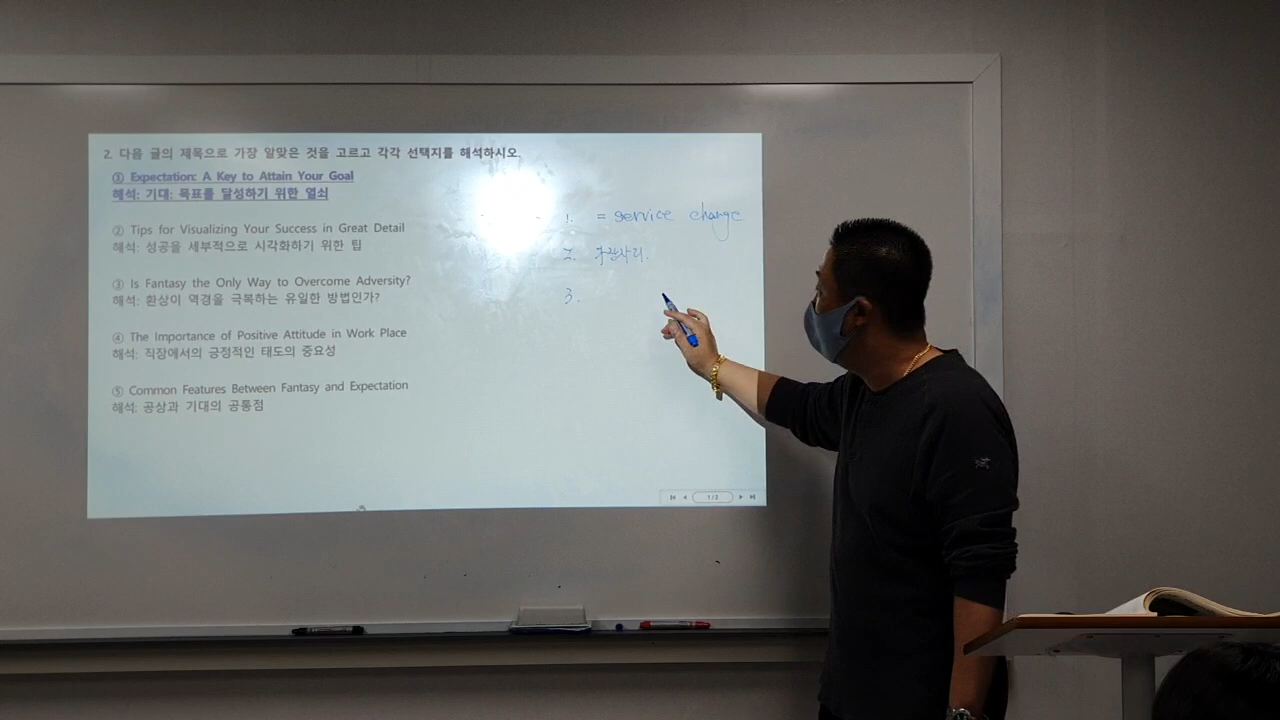 2. 다음 글의 제목으로 가장 알맞은 것을 고르고 각각 선택지를 해석하시오.
① Expectation: A Key to Attain Your Goal
해석: 기대: 목표를 달성하기 위한 열쇠
② Tips for Visualizing Your Success in Great Detail
해석: 성공을 세부적으로 시각화하기 위한 팁
③ Is Fantasy the Only Way to Overcome Adversity?
해석: 환상이 역경을 극복하는 유일한 방법인가?
④ The Importance of Positive Attitude in Work Place
해석: 직장에서의 긍정적인 태도의 중요성
⑤ Common Features Between Fantasy and Expectation
해석: 공상과 기대의 공통점
1. = service change
2. 가장자리.
3.
1/2